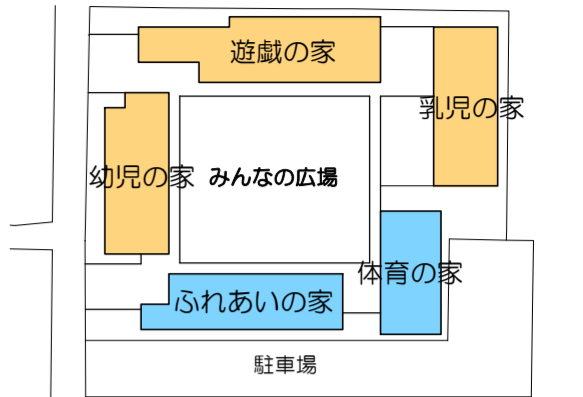 遊戯の家
乳児の家
幼児の家
みんなの広場
体育の家
ふれあいの家
駐車場